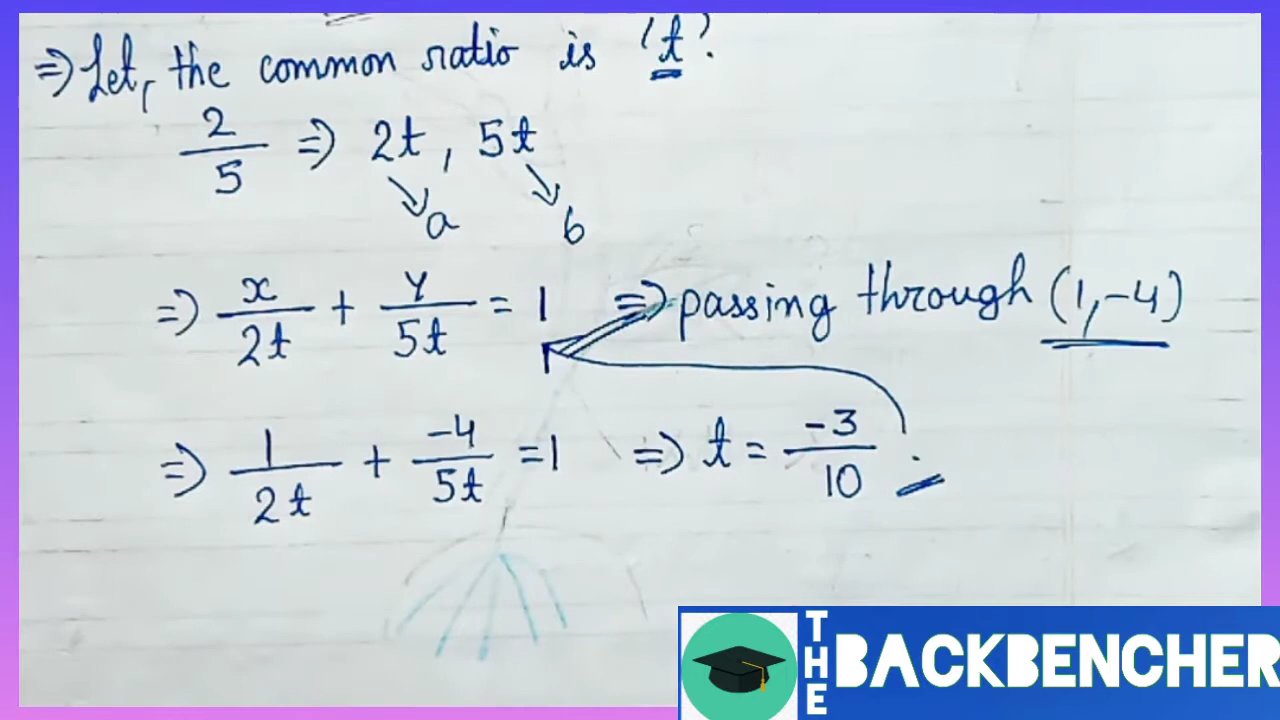 ⇒ Let, the common ratio is 't'.
2/5 ⇒ 2t, 5t
a b
⇒ x/2t + y/5t = 1 ⇒ passing through (1,-4)
⇒ 1/2t + -4/5t = 1 ⇒ t = -3/10.
THE BACKBENCHER